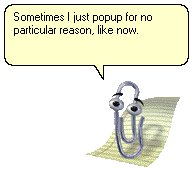 Sometimes I just popup for no
particular reason, like now.